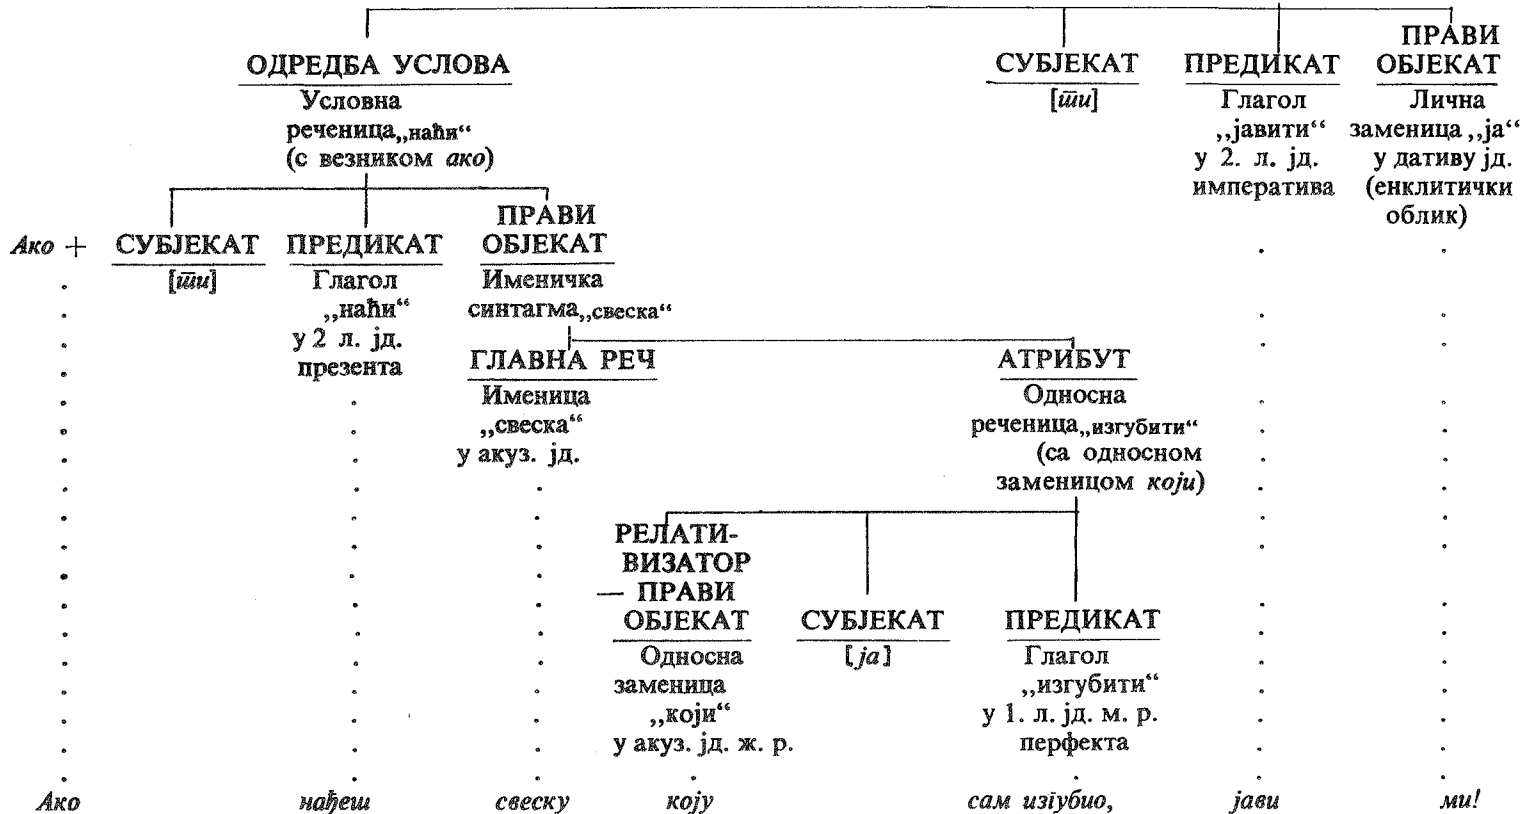 ОДРЕДБА УСЛОВА
Условна
реченица„наћи“
(с везником ако)
СУБЈЕКАТ
[ти]
ПРЕДИКАТ
Глагол
„јавити“
у 2. л. јд.
императива
ПРАВИ
ОБЈЕКАТ
Лична
заменица „ја“
у дативу јд.
(енклитички
облик)
Ако +
СУБЈЕКАТ
[ти]
ПРЕДИКАТ
Глагол
„наћи“
у 2 л. јд.
презента
ПРАВИ
ОБЈЕКАТ
Именичка
синтагма„свеска“
ГЛАВНА РЕЧ
Именица
„свеска“
у акуз. јд.
АТРИБУТ
Односна
реченица„изгубити“
(са односном
заменицом који)
РЕЛАТИ-
ВИЗАТОР
— ПРАВИ
ОБЈЕКАТ
Односна
заменица
„који“
у акуз. јд. ж. р.
СУБЈЕКАТ
[ја]
ПРЕДИКАТ
Глагол
„изгубити“
у 1. л. јд. м. р.
перфекта
Ако нађеш свеску коју сам изгубио, јави ми!